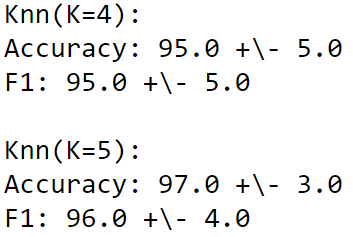 Knn(K=4):
Accuracy: 95.0 +\- 5.0
F1: 95.0 +\- 5.0
Knn(K=5):
Accuracy: 97.0 +\- 3.0
F1: 96.0 +\- 4.0